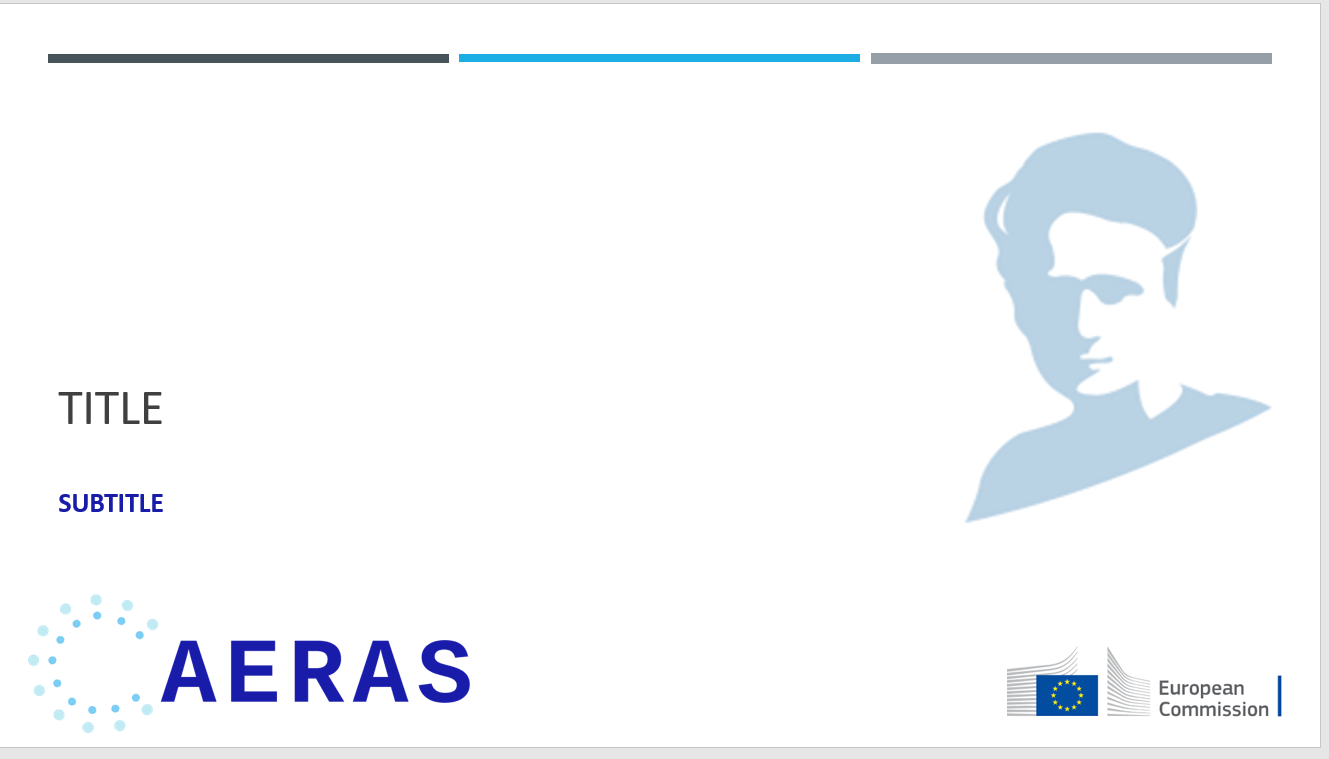 TITLE
SUBTITLE
AERAS
European
Commission